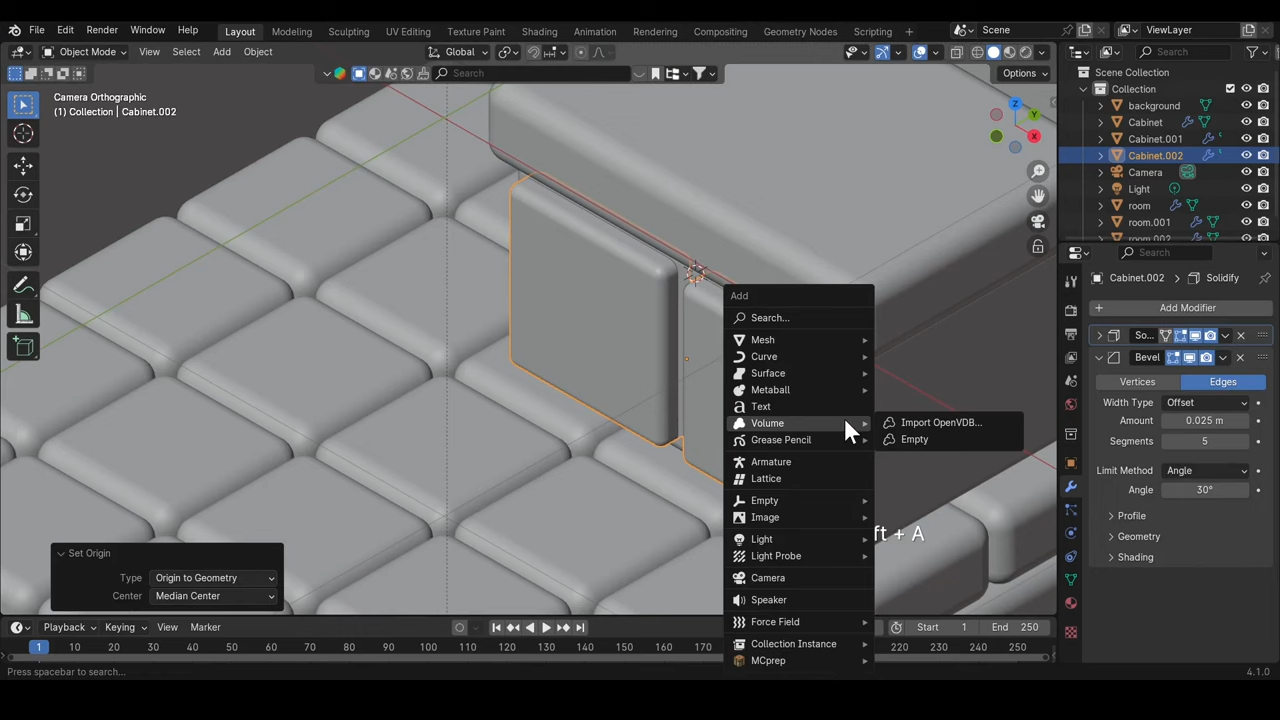 File Edit Render Window Help Layout Modeling Sculpting UV Editing Texture Paint Shading Animation Rendering Compositing Geometry Nodes Scripting Scene ViewLayer
Object Mode View Select Add Object Global Search
Search Options
Camera Orthographic
(1) Collection | Cabinet.002
Z
Y
X
Scene Collection
Collection
background
Cabinet
Cabinet.001
Cabinet.002
Camera
Light
room
room.001
room.002
Search
Cabinet.002 Solidify
Add Modifier
So...
Bevel
Vertices Edges
Width Type Offset
Amount 0.025 m
Segments 5
Limit Method Angle
Angle 30°
Profile
Geometry
Shading
Add
Search...
Mesh
Curve
Surface
Metaball
Text
Volume
Grease Pencil
Armature
Lattice
Empty
Image
Light
Light Probe
Camera
Speaker
Force Field
Collection Instance
MCprep
Import OpenVDB...
Empty
ft + A
Set Origin
Type Origin to Geometry
Center Median Center
Playback Keying View Marker Start 1 End 250
1 10 20 30 40 50 60 70 80 90 100 110 120 130 140 150 160 170 220 230 240 250
Press spacebar to search... 4.1.0